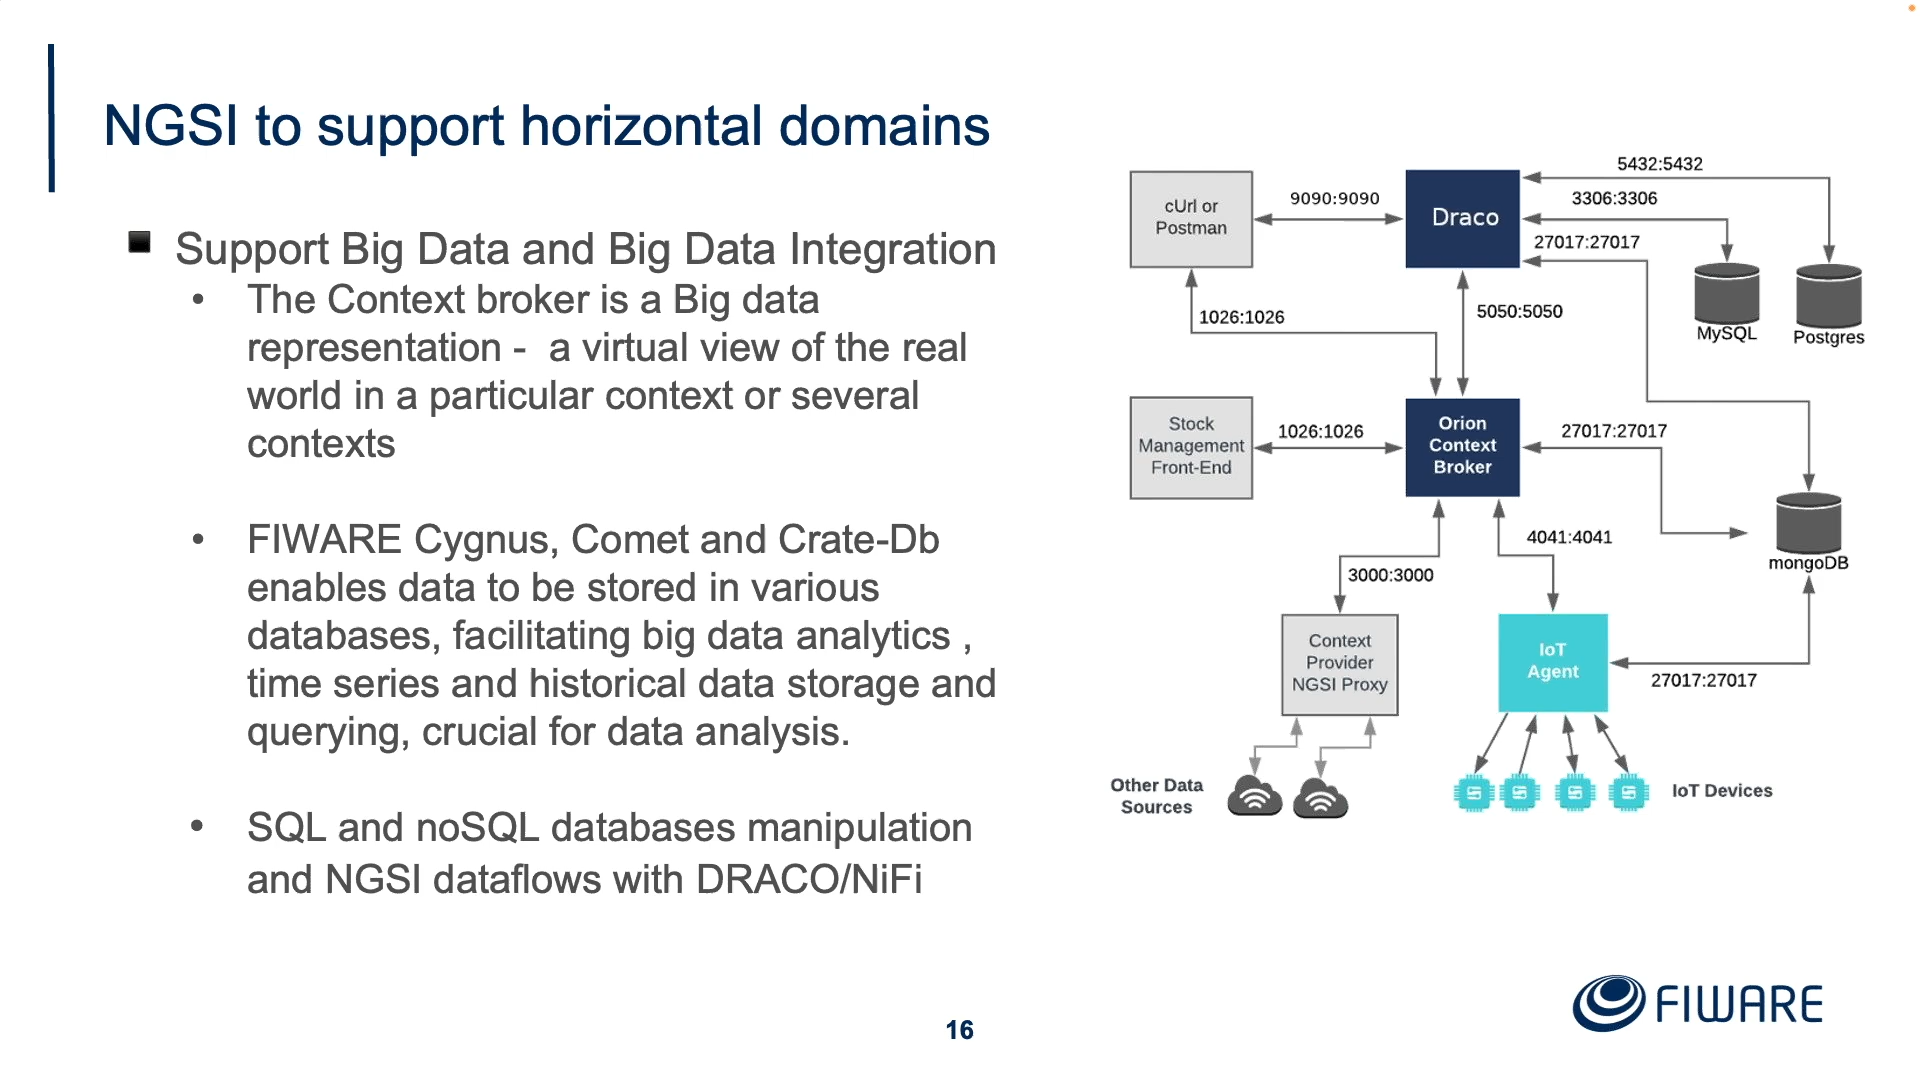 NGSI to support horizontal domains
Support Big Data and Big Data Integration
• The Context broker is a Big data
representation - a virtual view of the real
world in a particular context or several
contexts
• FIWARE Cygnus, Comet and Crate-Db
enables data to be stored in various
databases, facilitating big data analytics ,
time series and historical data storage and
querying, crucial for data analysis.
• SQL and noSQL databases manipulation
and NGSI dataflows with DRACO/NiFi
cUrl or
Postman
9090:9090
Draco
5432:5432
3306:3306
27017:27017
MySQL
Postgres
1026:1026
5050:5050
Stock
Management
Front-End
1026:1026
Orion
Context
Broker
27017:27017
mongoDB
3000:3000
4041:4041
Context
Provider
NGSI Proxy
IoT
Agent
27017:27017
Other Data
Sources
IoT Devices
FIWARE
16